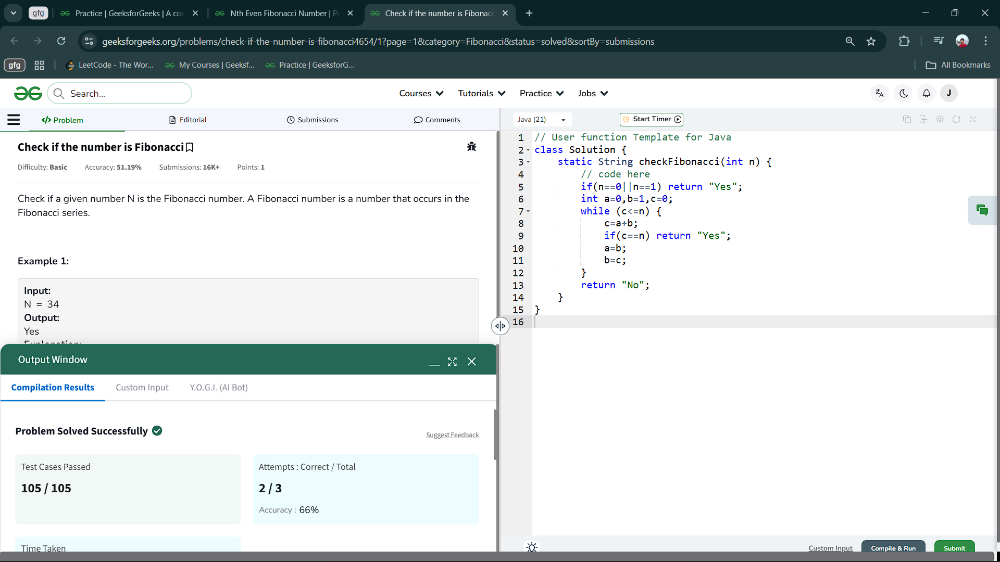 gfg
Practice | GeeksforGeeks | A co
Nth Even Fibonacci Number | P
Check if the number is Fibonac
geeksforgeeks.org/problems/check-if-the-number-is-fibonacci4654/1?page=1&category=Fibonacci&status=solved&sortBy=submissions
gfg
LeetCode - The Wor...
My Courses | Geeksf...
Practice | GeeksforG...
All Bookmarks
Search...
Courses
Tutorials
Practice
Jobs
J
</> Problem
Editorial
Submissions
Comments
Java (21)
Start Timer
Check if the number is Fibonacci
Difficulty: Basic Accuracy: 51.19% Submissions: 16K+ Points: 1
Check if a given number N is the Fibonacci number. A Fibonacci number is a number that occurs in the
Fibonacci series.
Example 1:
Input:
N = 34
Output:
Yes
Explanation:
Output Window
Compilation Results
Custom Input
Y.O.G.I. (AI Bot)
Problem Solved Successfully
Suggest Feedback
Test Cases Passed
105 / 105
Attempts : Correct / Total
2 / 3
Accuracy : 66%
Time Taken
1 // User function Template for Java
2 class Solution {
3 static String checkFibonacci(int n) {
4 // code here
5 if(n==0||n==1) return "Yes";
6 int a=0,b=1,c=0;
7 while (c<=n) {
8 c=a+b;
9 if(c==n) return "Yes";
10 a=b;
11 b=c;
12 }
13 return "No";
14 }
15 }
16
Custom Input
Compile & Run
Submit